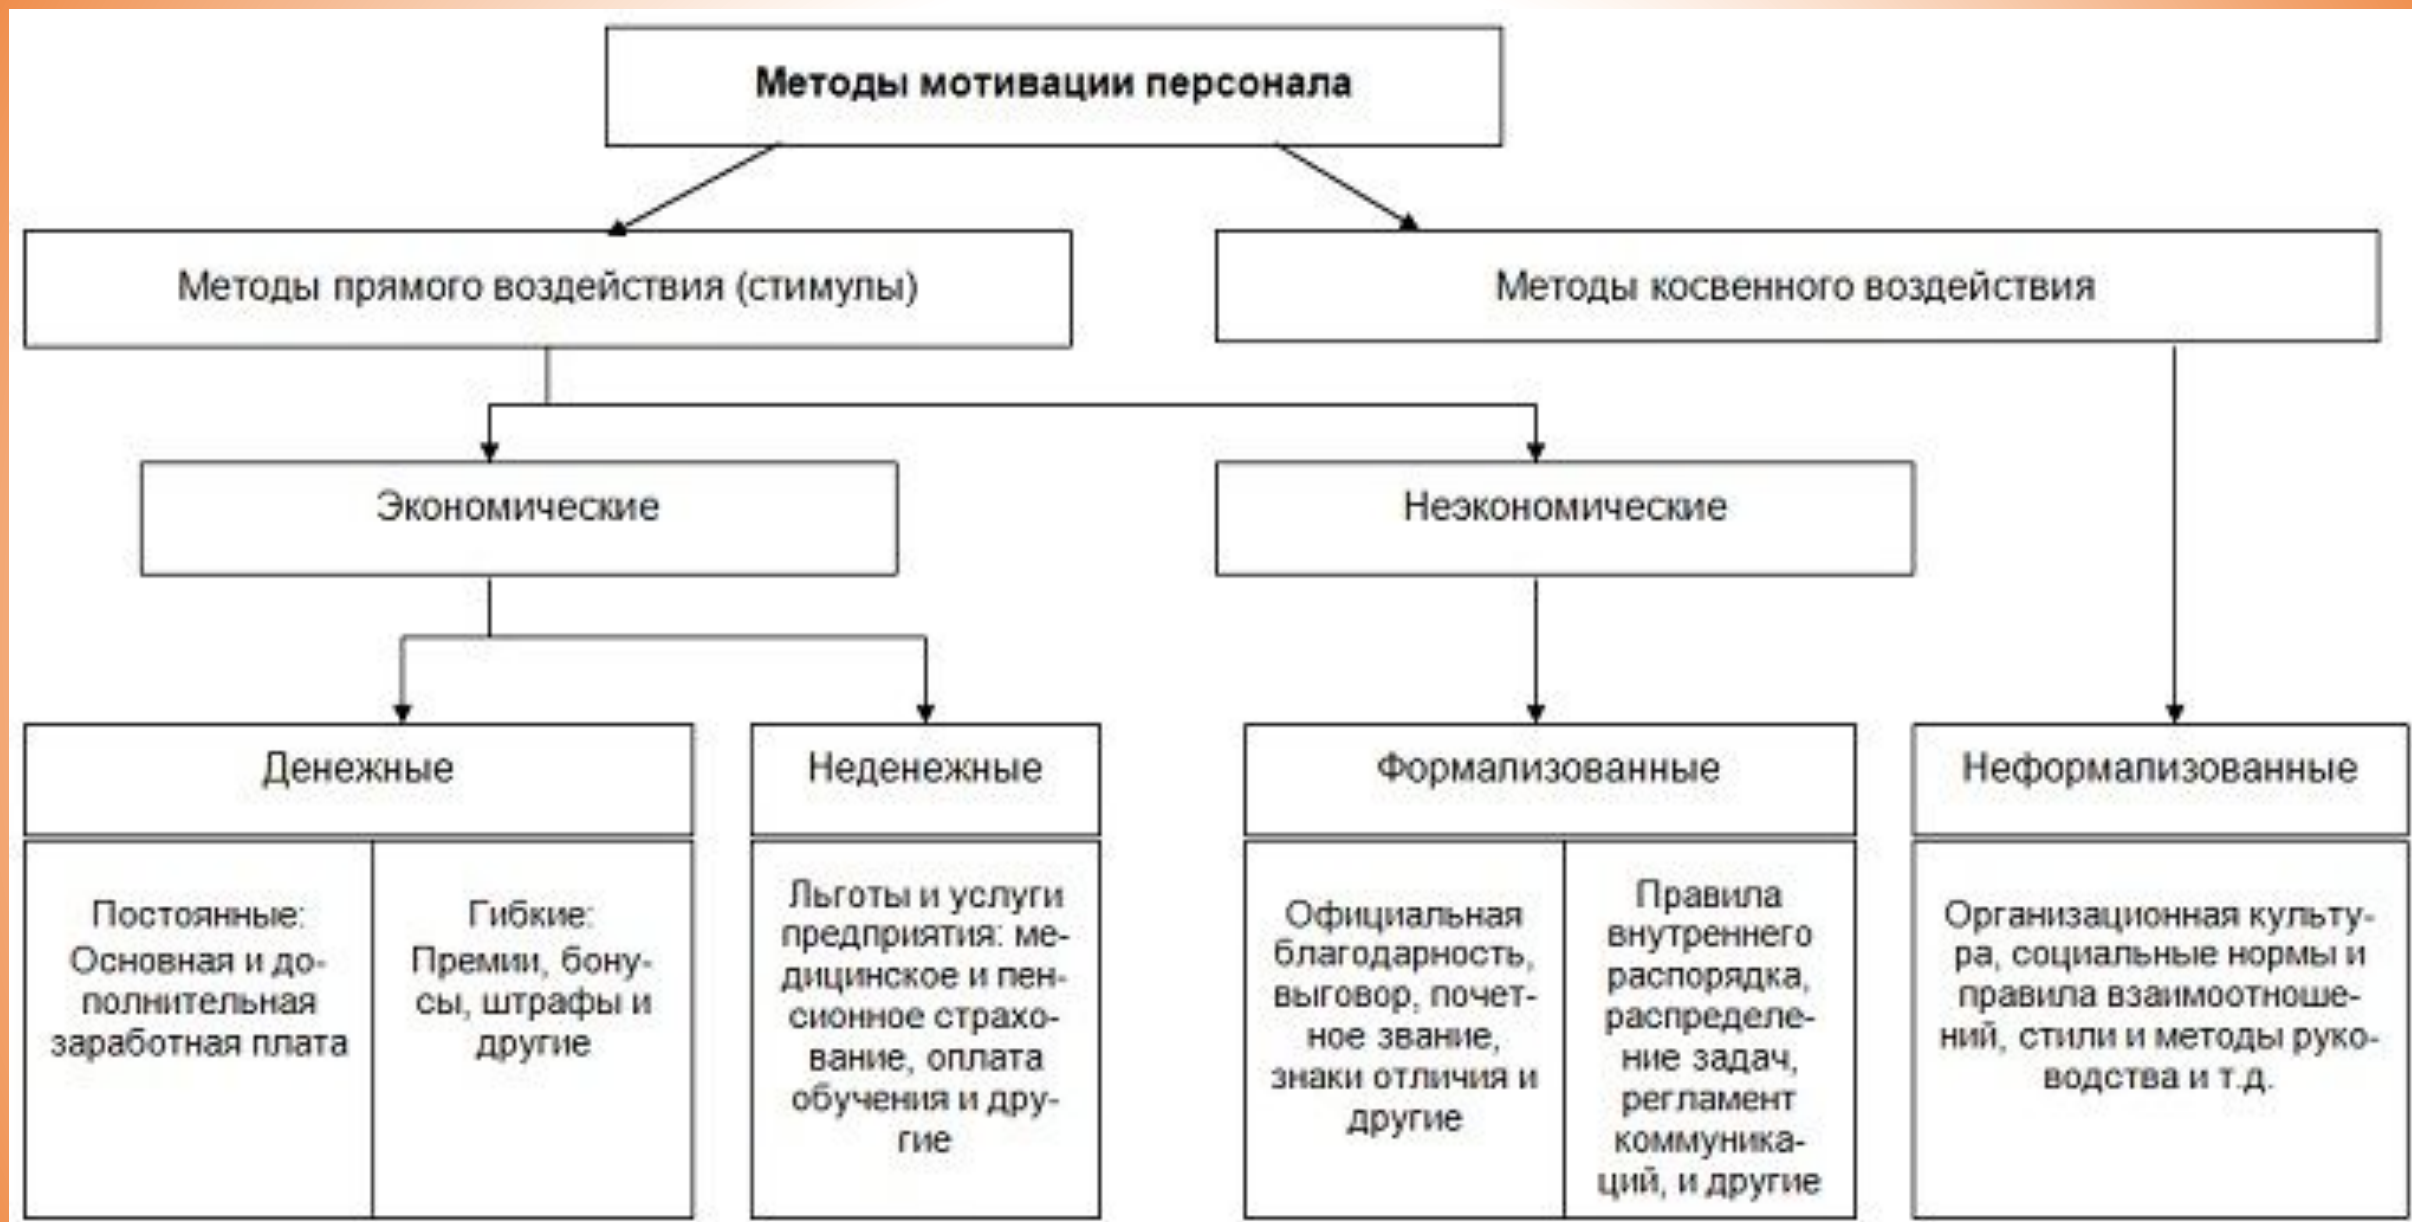 Методы мотивации персонала
Методы прямого воздействия (стимулы)
Методы косвенного воздействия
Экономические
Неэкономические
Денежные
Неденежные
Формализованные
Неформализованные
Постоянные:
Основная и до-
полнительная
заработная плата
Гибкие:
Премии, бону-
сы, штрафы и
другие
Льготы и услуги
предприятия: ме-
дицинское и пен-
сионное страхо-
вание, оплата
обучения и дру-
гие
Официальная
благодарность,
выговор, почет-
ное звание,
знаки отличия и
другие
Правила
внутреннего
распорядка,
распределе-
ние задач,
регламент
коммуника-
ций, и другие
Организационная культу-
ра, социальные нормы и
правила взаимоотноше-
ний, стили и методы руко-
водства и т.д.